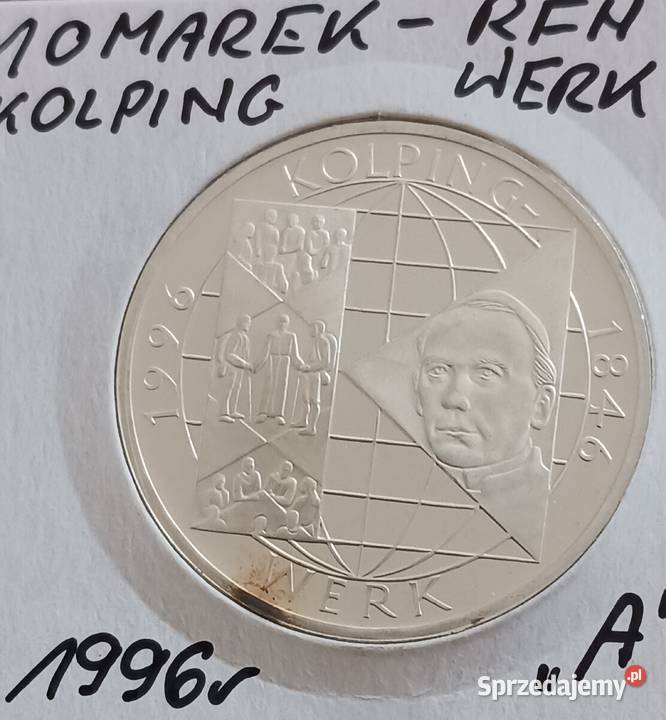 10 MAREK - RFN
KOLPING WERK
KOLPING-
1996
1846
WERK
1996r "A"
Sprzedajemy.pl